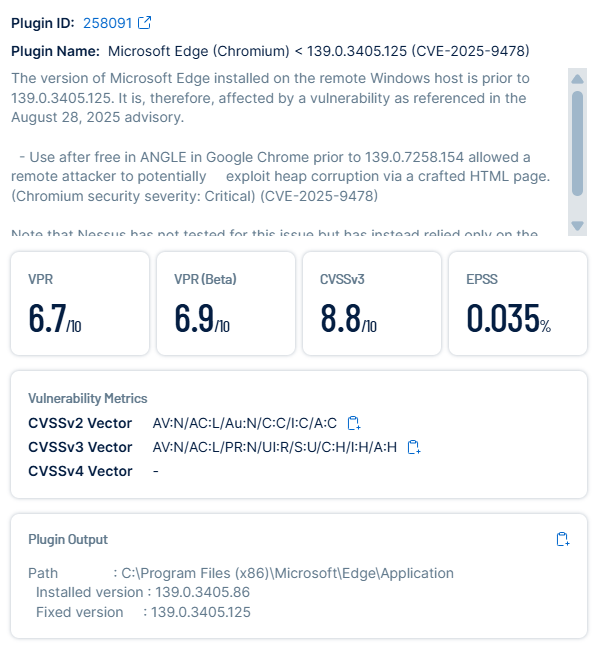 Plugin ID: 258091
Plugin Name: Microsoft Edge (Chromium) < 139.0.3405.125 (CVE-2025-9478)
The version of Microsoft Edge installed on the remote Windows host is prior to
139.0.3405.125. It is, therefore, affected by a vulnerability as referenced in the
August 28, 2025 advisory.
- Use after free in ANGLE in Google Chrome prior to 139.0.7258.154 allowed a
remote attacker to potentially exploit heap corruption via a crafted HTML page.
(Chromium security severity: Critical) (CVE-2025-9478)
Note that Nessus has not tested for this issue but has instead relied only on the
VPR
6.7/10
VPR (Beta)
6.9/10
CVSSv3
8.8/10
EPSS
0.035%
Vulnerability Metrics
CVSSv2 Vector AV:N/AC:L/Au:N/C:C/I:C/A:C
CVSSv3 Vector AV:N/AC:L/PR:N/UI:R/S:U/C:H/I:H/A:H
CVSSv4 Vector -
Plugin Output
Path : C:\Program Files (x86)\Microsoft\Edge\Application
Installed version : 139.0.3405.86
Fixed version : 139.0.3405.125